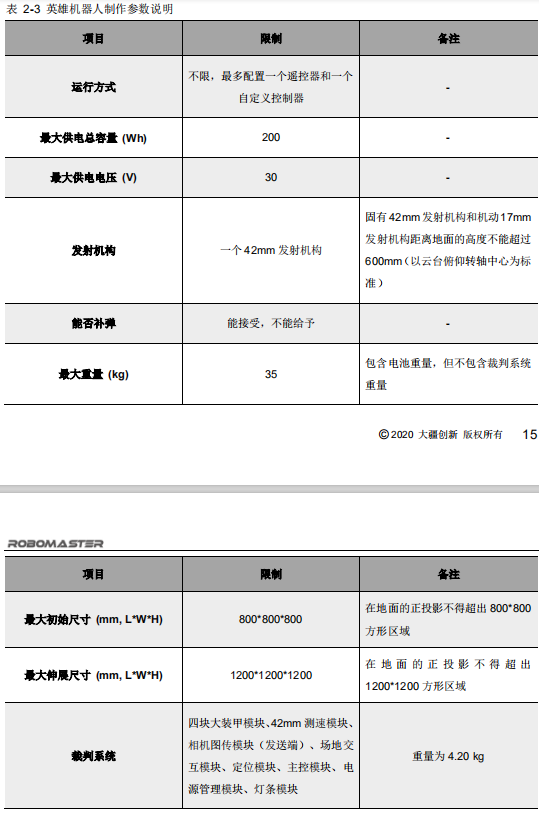 表 2-3 英雄机器人制作参数说明
项目 限制 备注
运行方式 不限，最多配置一个遥控器和一个 -
自定义控制器
最大供电总容量 (Wh) 200 -
最大供电电压 (V) 30 -
发射机构 一个 42mm 发射机构 固有 42mm 发射机构和机动 17mm
发射机构距离地面的高度不能超过
600mm（以云台俯仰转轴中心为标
准）
能否补弹 能接受，不能给予 -
最大重量 (kg) 35 包含电池重量，但不包含裁判系统
重量
©2020 大疆创新 版权所有 15
ROBOMASTER
项目 限制 备注
最大初始尺寸 (mm, L*W*H) 800*800*800 在地面的正投影不得超出 800*800
方形区域
最大伸展尺寸 (mm, L*W*H) 1200*1200*1200 在地面的正投影不得超出
1200*1200 方形区域
裁判系统 四块大装甲模块、42mm 测速模块、 重量为 4.20 kg
相机图传模块（发送端）、场地交
互模块、定位模块、主控模块、电
源管理模块、灯条模块